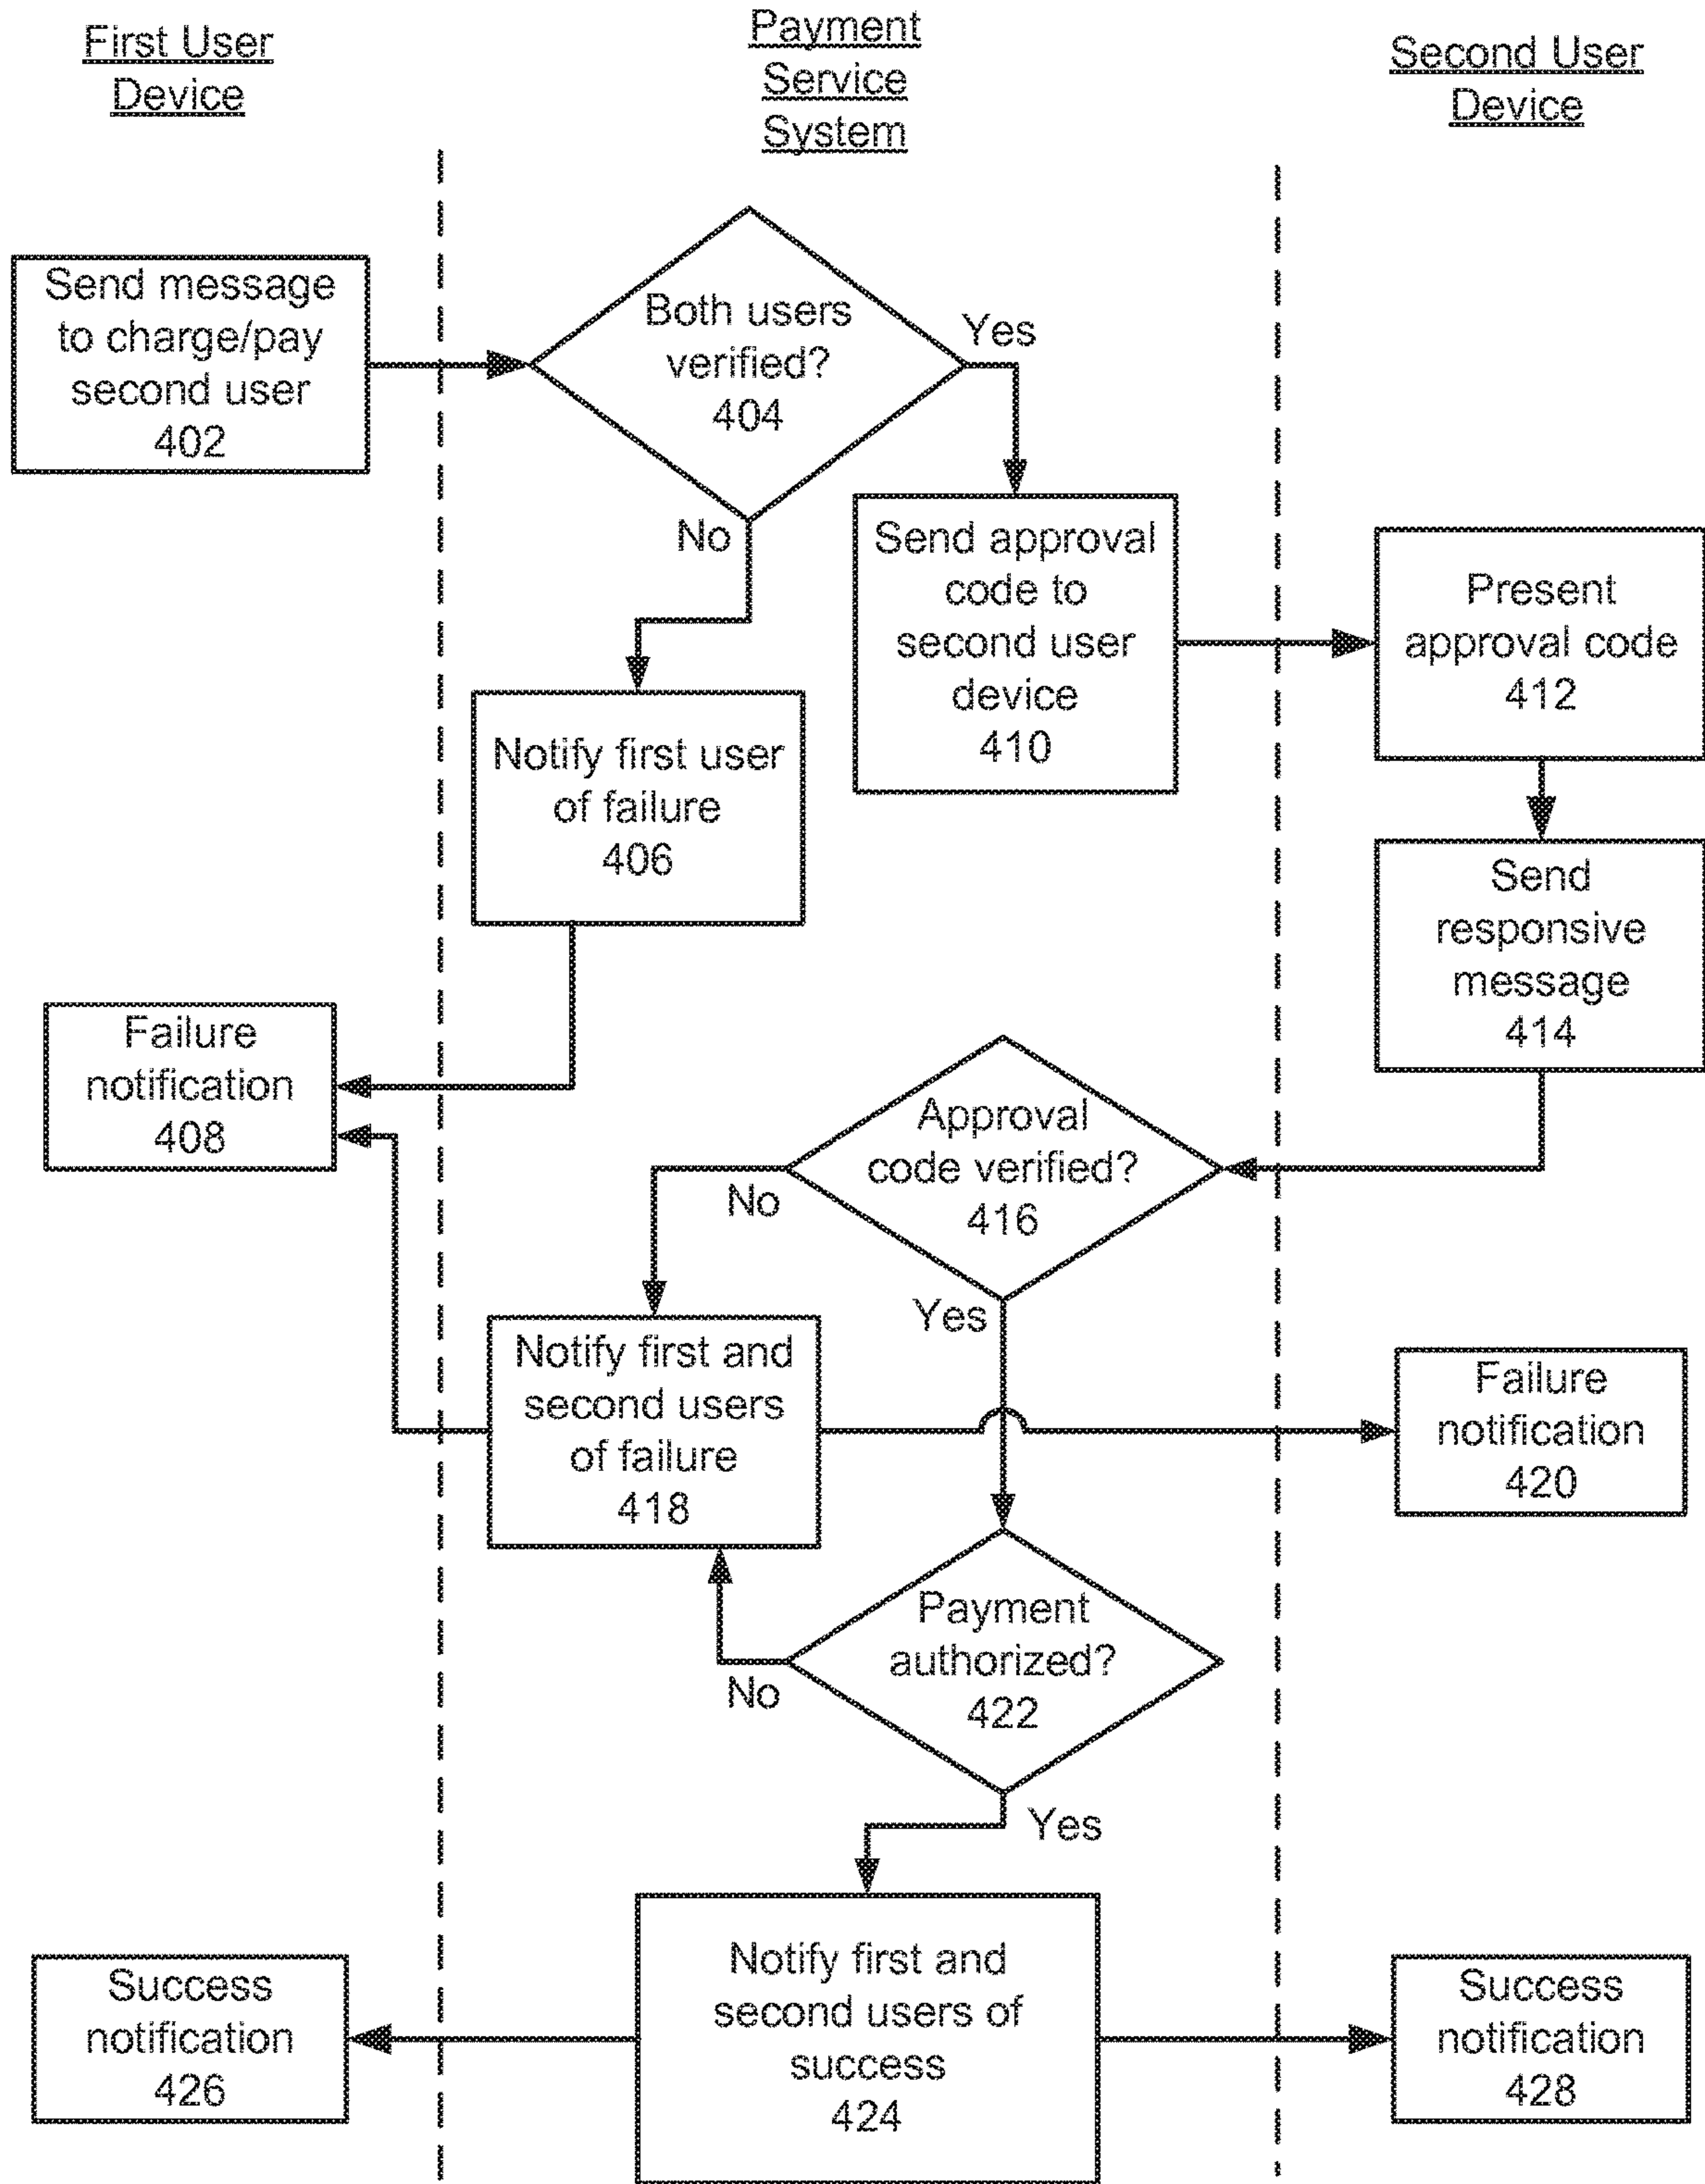 First User
Device
Payment
Service
System
Second User
Device
Send message
to charge/pay
second user
402
Both users
verified?
404
Yes
No
Send approval
code to
second user
device
410
Present
approval code
412
Notify first user
of failure
406
Send
responsive
message
414
Failure
notification
408
Approval
code verified?
416
No
Yes
Notify first and
second users
of failure
418
Failure
notification
420
Payment
authorized?
422
No
Yes
Notify first and
second users of
success
424
Success
notification
426
Success
notification
428